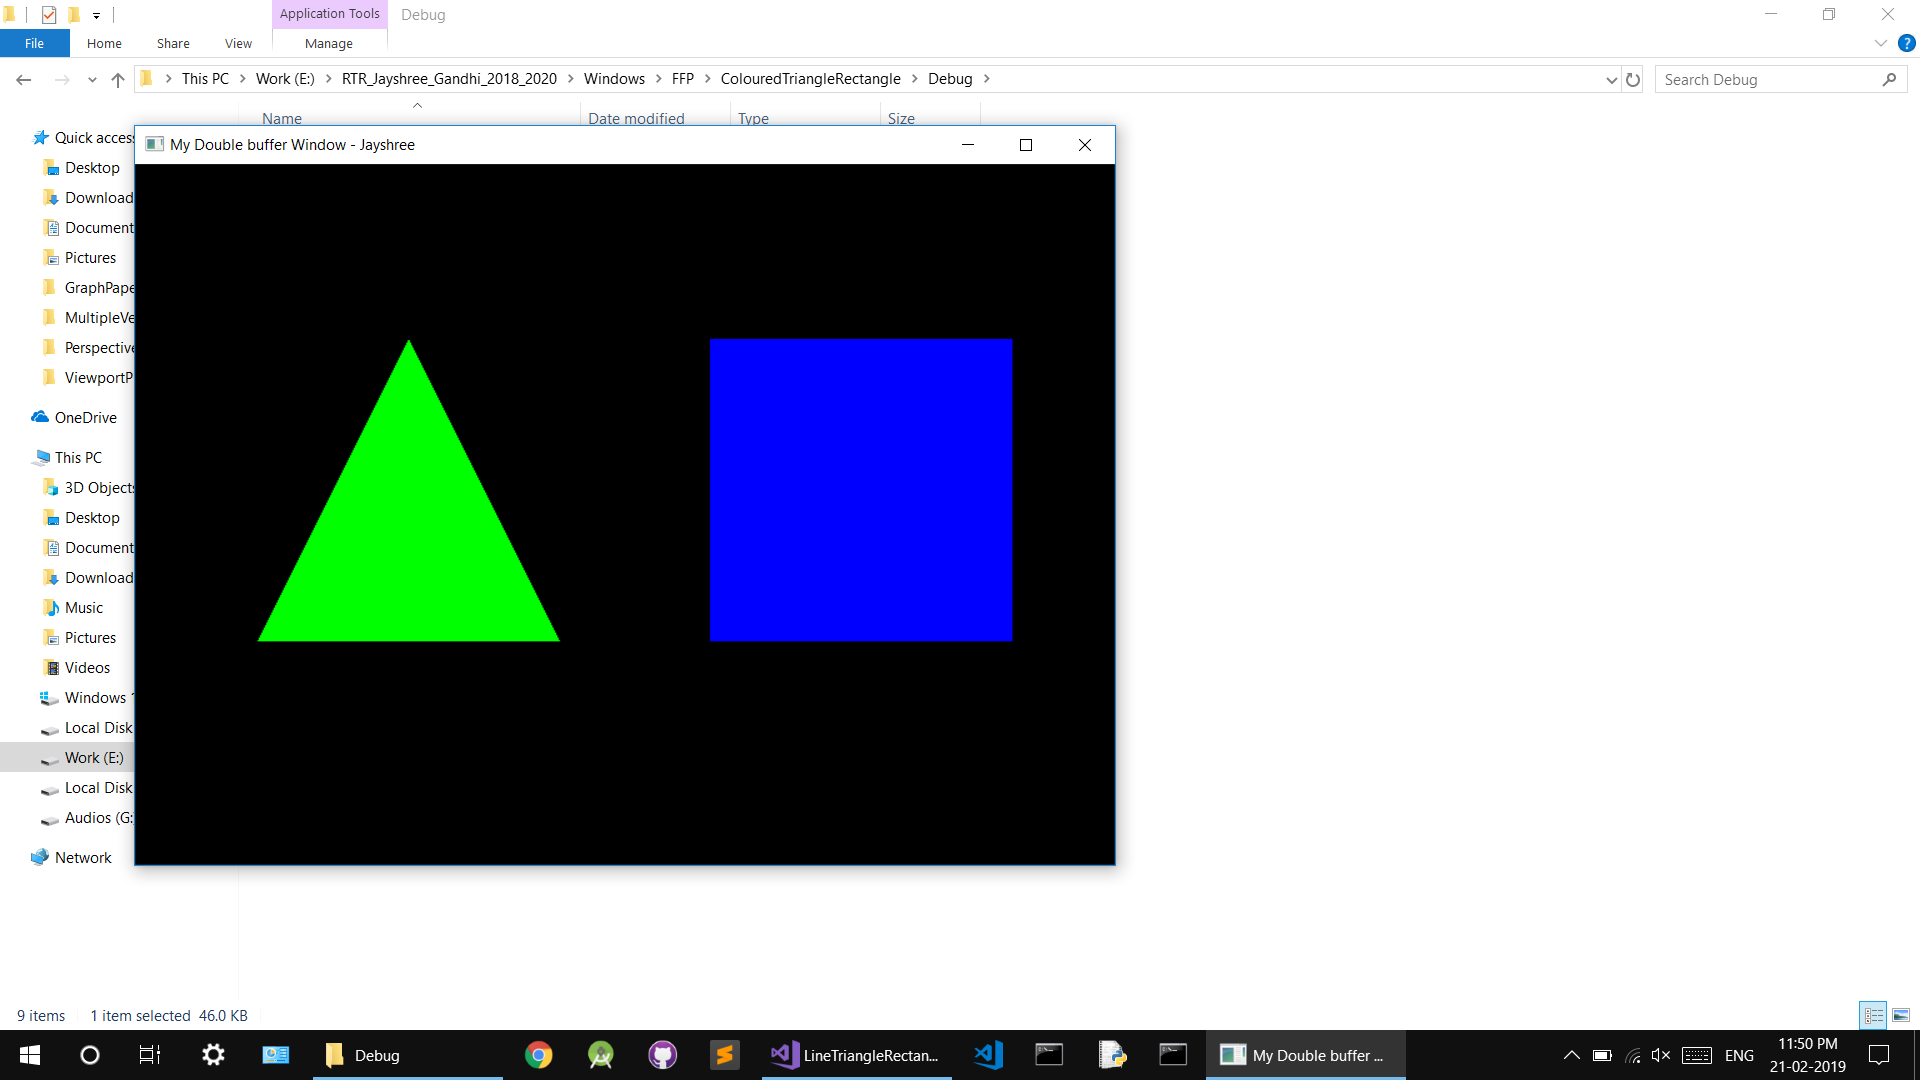 Application Tools Debug
File Home Share View Manage
This PC Work (E:) RTR_Jayshree_Gandhi_2018_2020 Windows FFP ColouredTriangleRectangle Debug Search Debug
Name Date modified Type Size
My Double buffer Window - Jayshree
Quick access
Desktop
Download
Document
Pictures
GraphPape
MultipleVe
Perspective
ViewportP
OneDrive
This PC
3D Objects
Desktop
Document
Download
Music
Pictures
Videos
Windows 1
Local Disk
Work (E:)
Local Disk
Audios (G:
Network
9 items 1 item selected 46.0 KB
Debug LineTriangleRectan... My Double buffer ... ENG 11:50 PM
21-02-2019